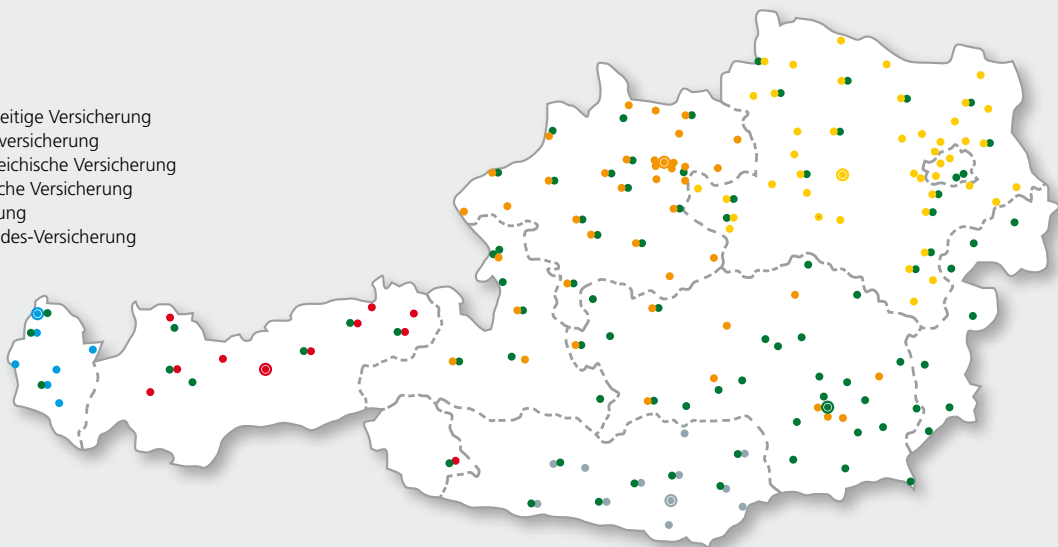 eitige Versicherung
versicherung
eichische Versicherung
che Versicherung
ung
des-Versicherung